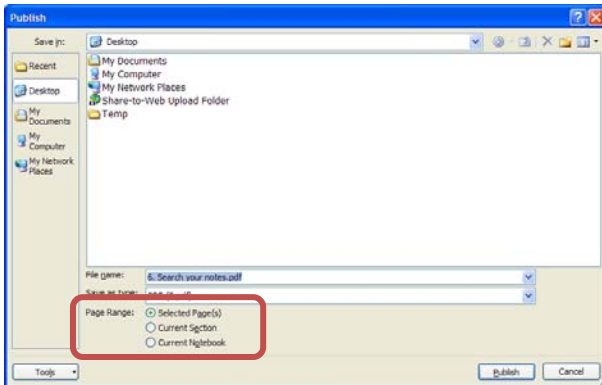 Publish
Save in:
Desktop
Recent
Desktop
My Documents
My Computer
My Network Places
My Documents
My Computer
My Network Places
Share-to-Web Upload Folder
Temp
File name:
6. Search your notes.pdf
Save as type:
Page Range:
Selected Page(s)
Current Section
Current Notebook
Tools
Publish
Cancel